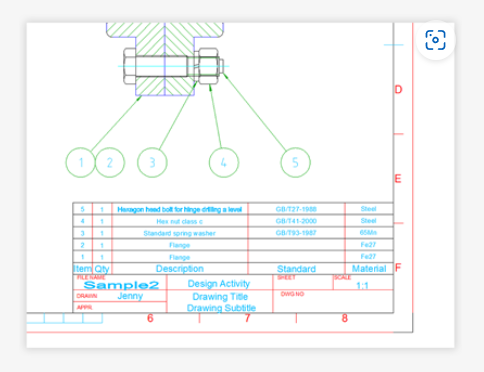 D
1 2 3 4 5
E
5 1 Hexagon head bolt for hinge drilling a level GB/T27-1988 Steel
4 1 Hex nut class c GB/T41-2000 Steel
3 1 Standard spring washer GB/T93-1987 65Mn
2 1 Flange Fe27
1 1 Flange Fe27
Item Qty Description Standard Material F
FILE NAME Sample2 Design Activity SHEET SCALE 1:1
DRAWN Jenny Drawing Title DWG NO
APPR. Drawing Subtitle
6 7 8